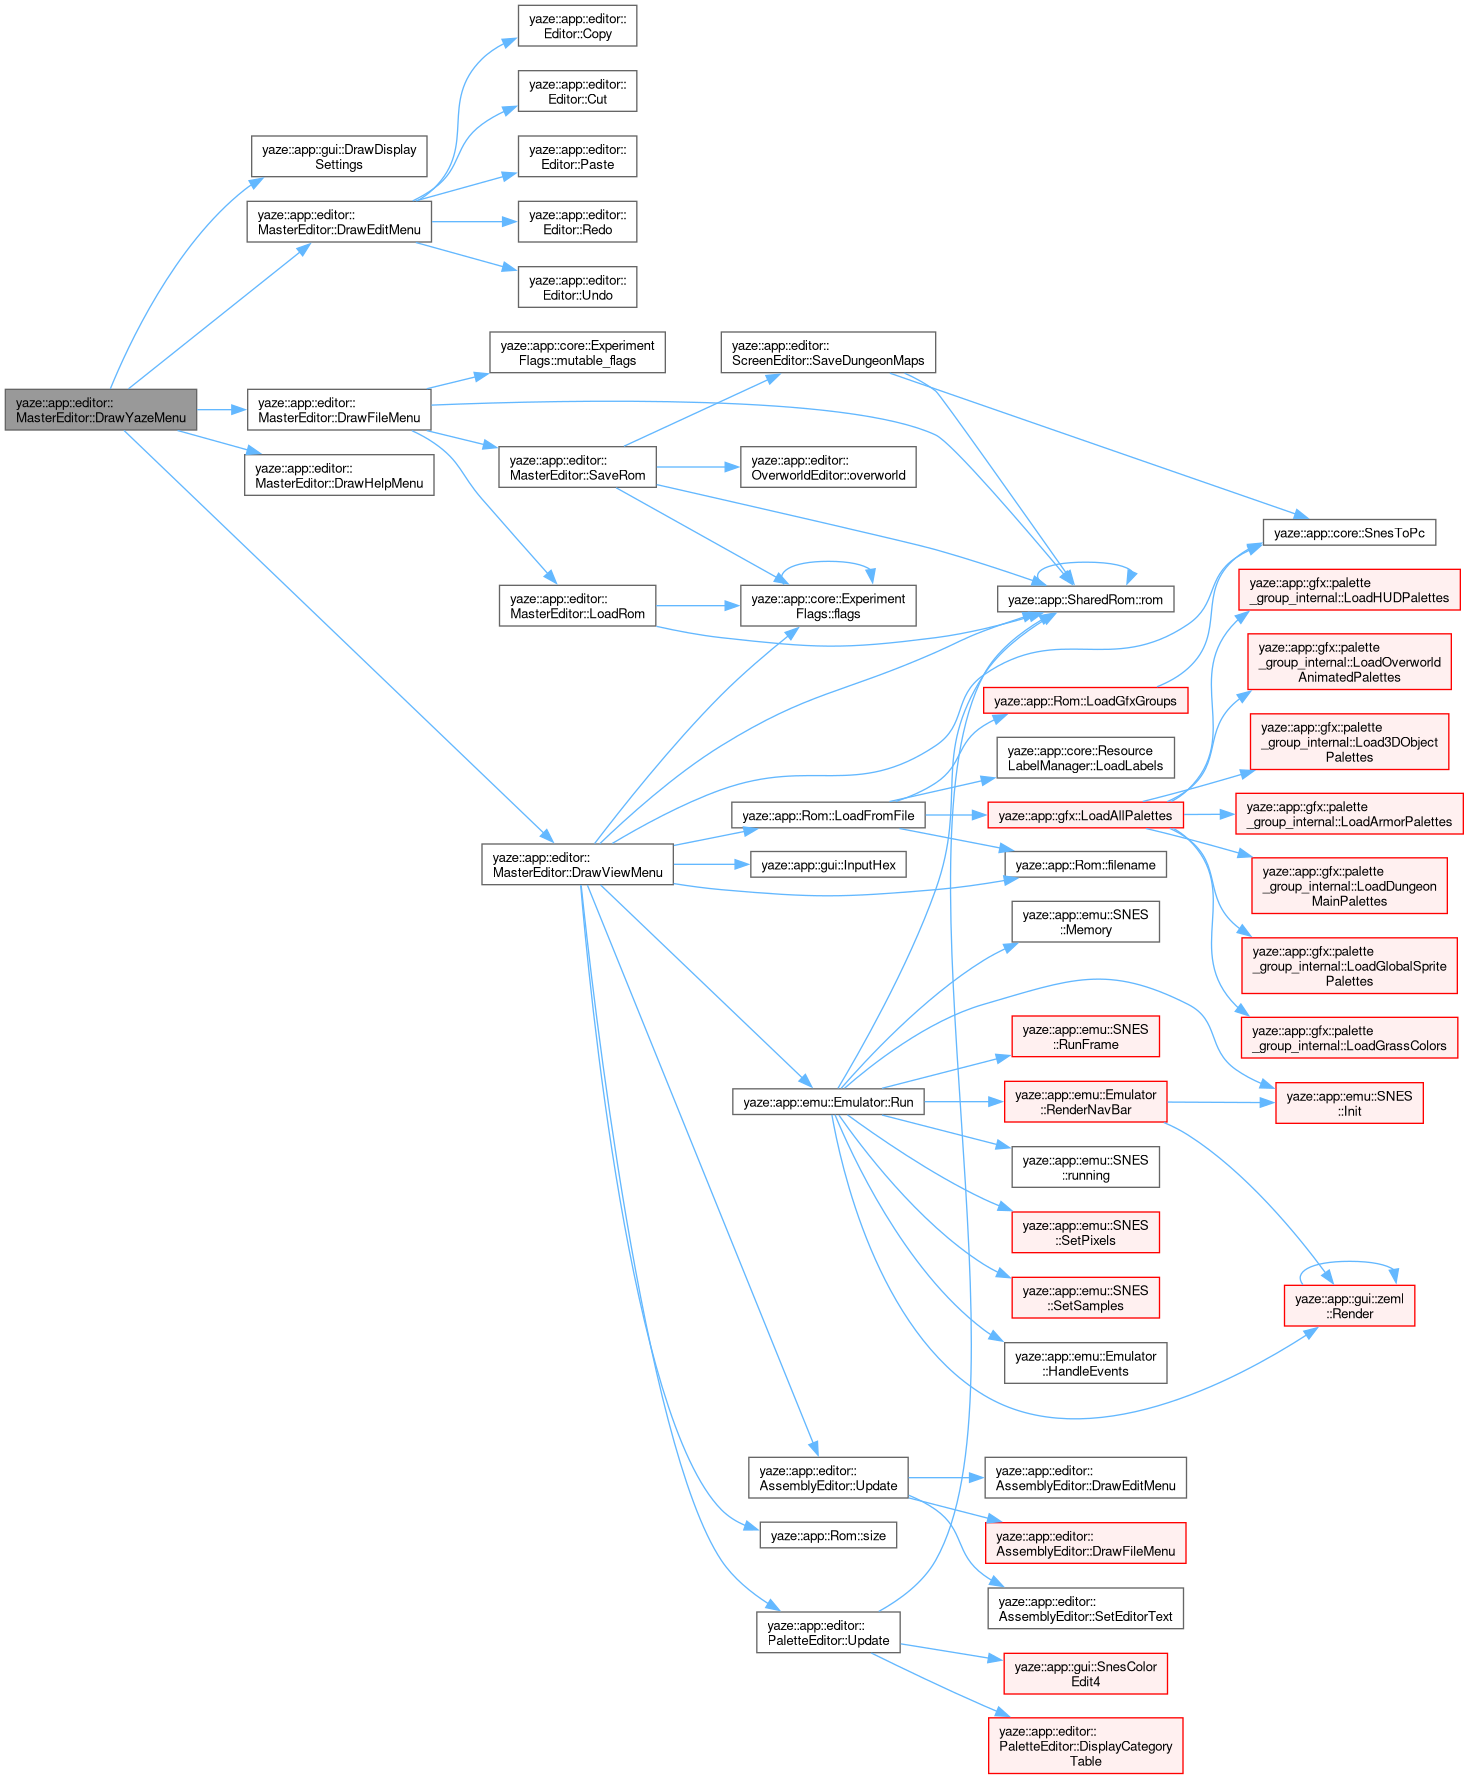 yaze::app::editor::
Editor::Copy
yaze::app::editor::
Editor::Cut
yaze::app::gui::DrawDisplay
Settings
yaze::app::editor::
Editor::Paste
yaze::app::editor::
MasterEditor::DrawEditMenu
yaze::app::editor::
Editor::Redo
yaze::app::editor::
Editor::Undo
yaze::app::core::Experiment
Flags::mutable_flags
yaze::app::editor::
ScreenEditor::SaveDungeonMaps
yaze::app::editor::
MasterEditor::DrawYazeMenu
yaze::app::editor::
MasterEditor::DrawFileMenu
yaze::app::editor::
MasterEditor::DrawHelpMenu
yaze::app::editor::
MasterEditor::SaveRom
yaze::app::editor::
OverworldEditor::overworld
yaze::app::core::SnesToPc
yaze::app::editor::
MasterEditor::LoadRom
yaze::app::core::Experiment
Flags::flags
yaze::app::SharedRom::rom
yaze::app::gfx::palette
_group_internal::LoadHUDPalettes
yaze::app::gfx::palette
_group_internal::LoadOverworld
AnimatedPalettes
yaze::app::Rom::LoadGfxGroups
yaze::app::gfx::palette
_group_internal::Load3DObject
Palettes
yaze::app::core::Resource
LabelManager::LoadLabels
yaze::app::Rom::LoadFromFile
yaze::app::gfx::LoadAllPalettes
yaze::app::gfx::palette
_group_internal::LoadArmorPalettes
yaze::app::editor::
MasterEditor::DrawViewMenu
yaze::app::gui::InputHex
yaze::app::Rom::filename
yaze::app::gfx::palette
_group_internal::LoadDungeon
MainPalettes
yaze::app::emu::SNES
::Memory
yaze::app::gfx::palette
_group_internal::LoadGlobalSprite
Palettes
yaze::app::emu::SNES
::RunFrame
yaze::app::gfx::palette
_group_internal::LoadGrassColors
yaze::app::emu::Emulator::Run
yaze::app::emu::Emulator
::RenderNavBar
yaze::app::emu::SNES
::Init
yaze::app::emu::SNES
::running
yaze::app::emu::SNES
::SetPixels
yaze::app::emu::SNES
::SetSamples
yaze::app::gui::zeml
::Render
yaze::app::emu::Emulator
::HandleEvents
yaze::app::editor::
AssemblyEditor::Update
yaze::app::editor::
AssemblyEditor::DrawEditMenu
yaze::app::Rom::size
yaze::app::editor::
AssemblyEditor::DrawFileMenu
yaze::app::editor::
AssemblyEditor::SetEditorText
yaze::app::editor::
PaletteEditor::Update
yaze::app::gui::SnesColor
Edit4
yaze::app::editor::
PaletteEditor::DisplayCategory
Table